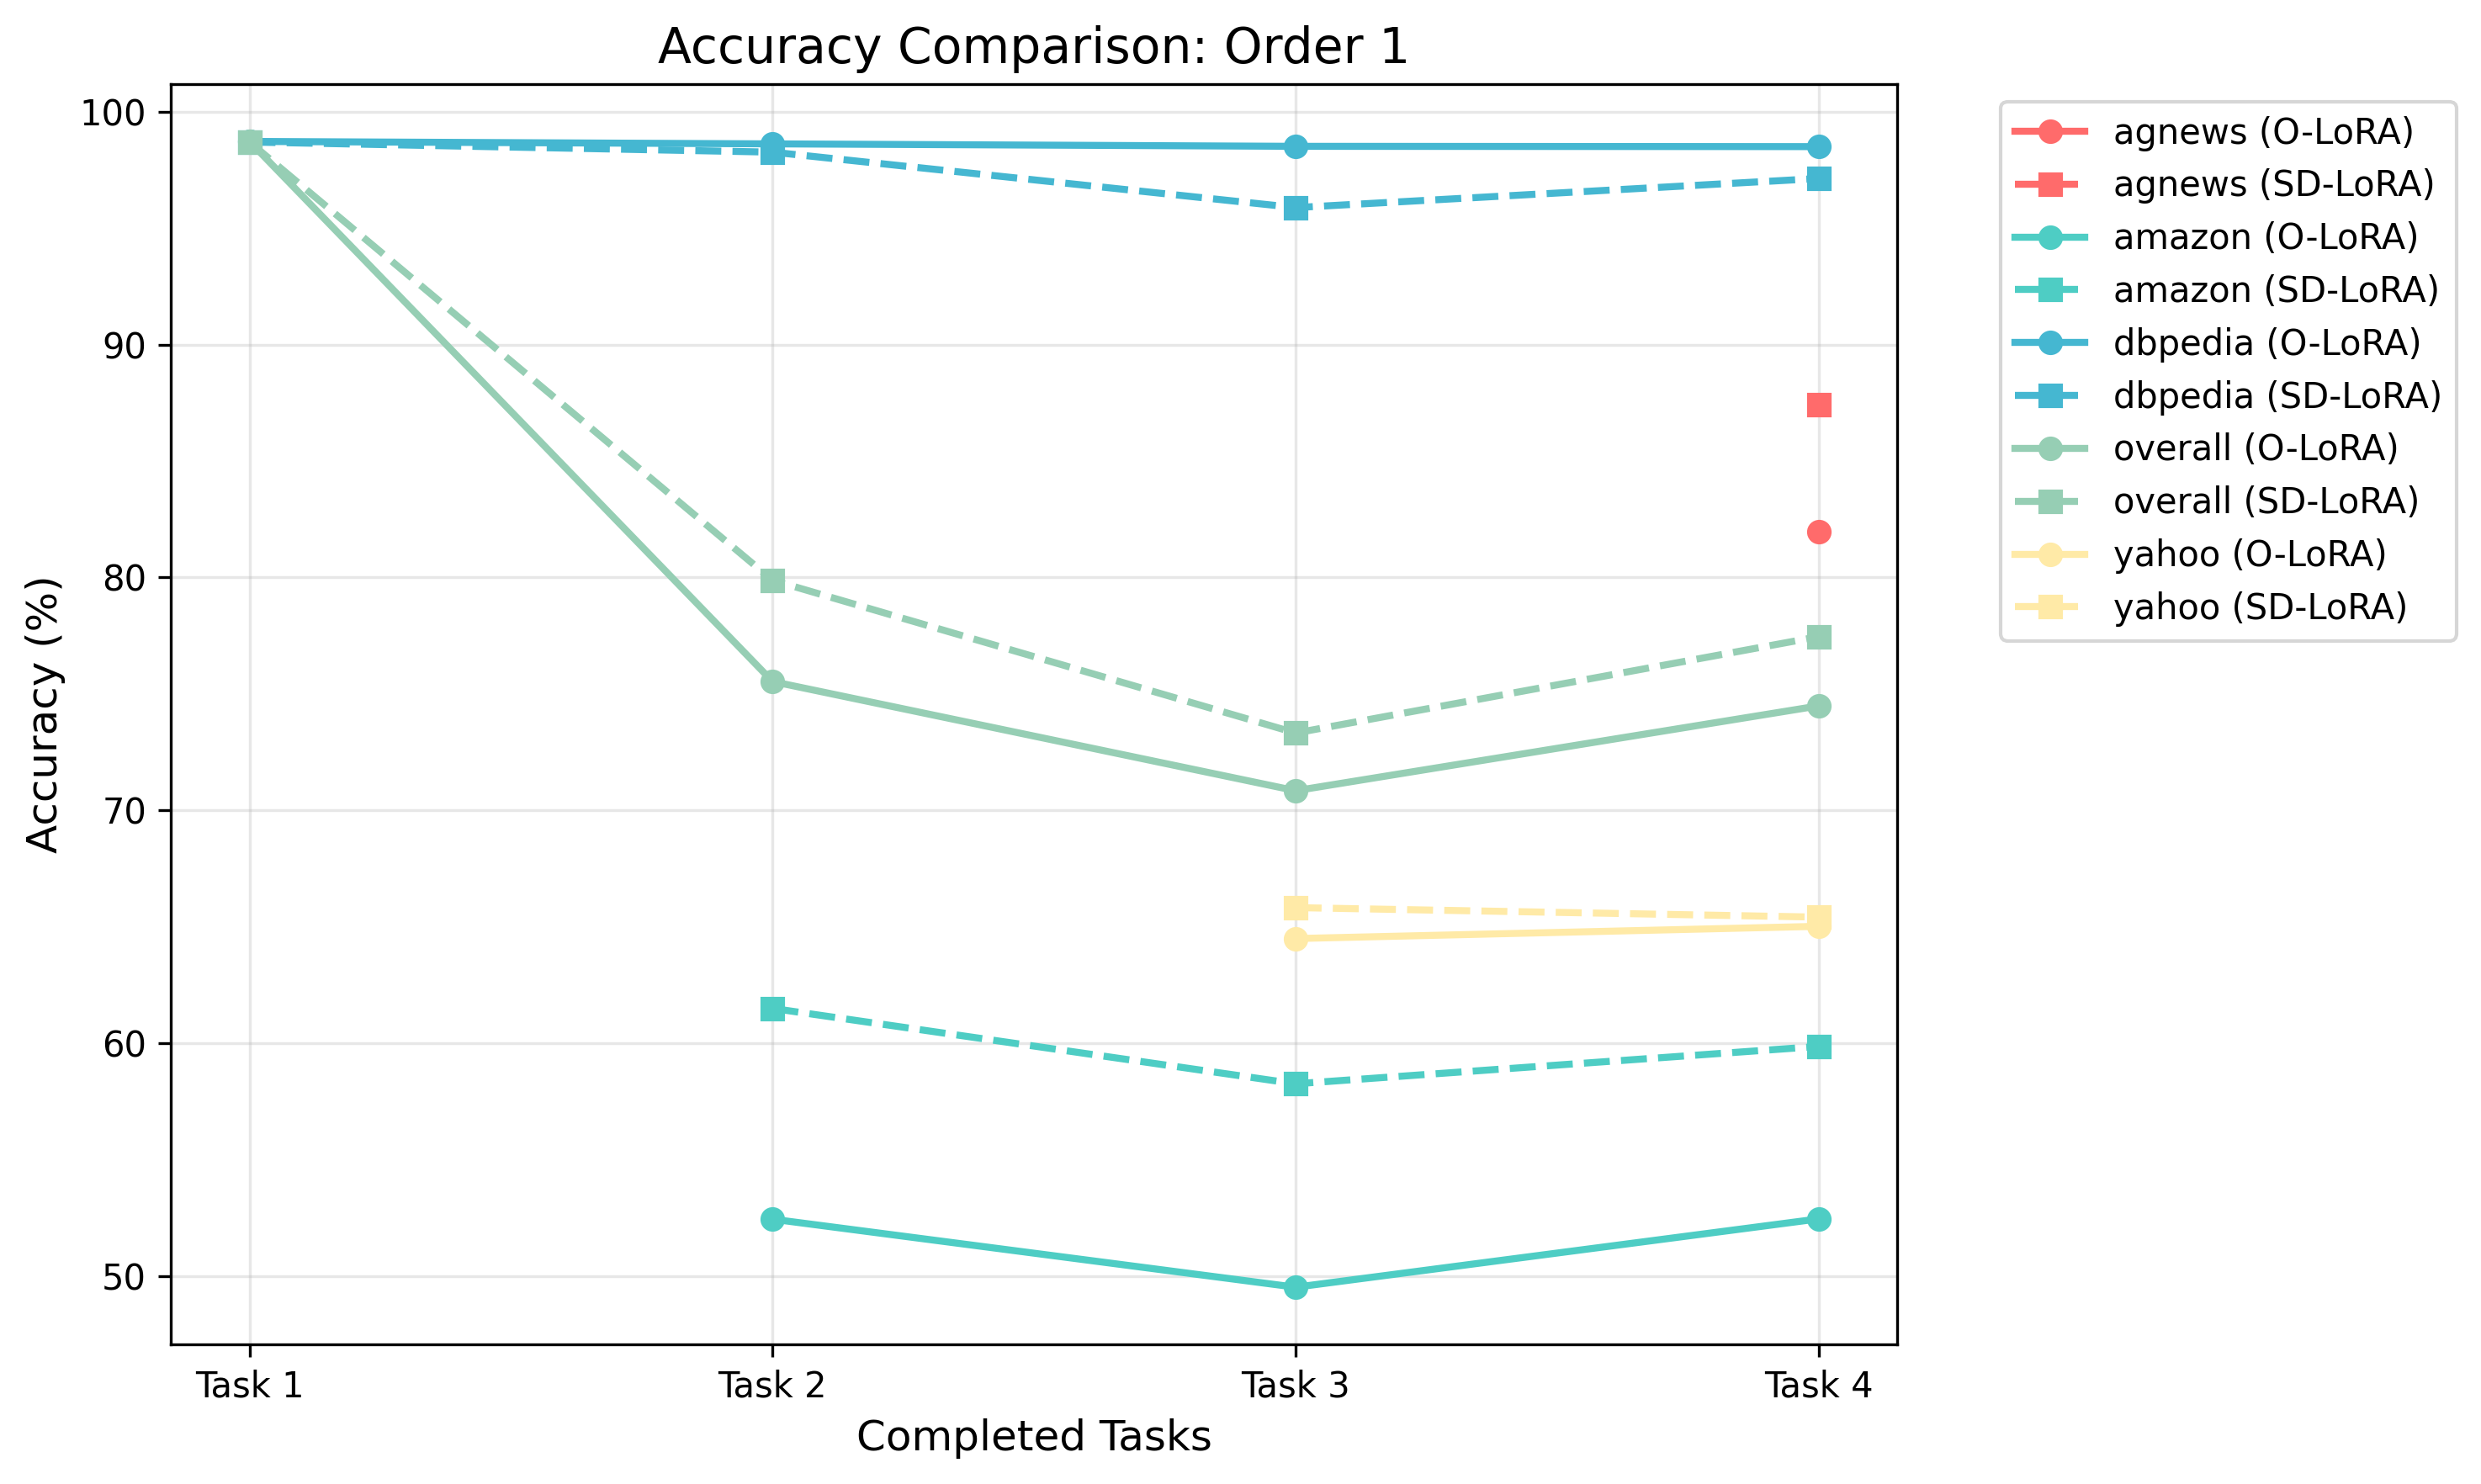 Accuracy Comparison: Order 1
Accuracy (%)
100
90
80
70
60
50
Task 1
Task 2
Task 3
Task 4
Completed Tasks
agnews (O-LoRA)
agnews (SD-LoRA)
amazon (O-LoRA)
amazon (SD-LoRA)
dbpedia (O-LoRA)
dbpedia (SD-LoRA)
overall (O-LoRA)
overall (SD-LoRA)
yahoo (O-LoRA)
yahoo (SD-LoRA)